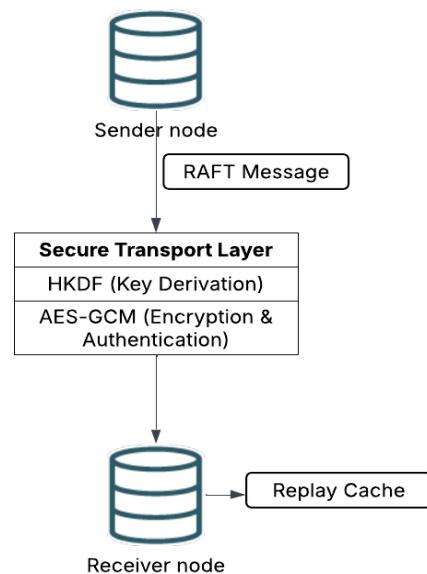 Sender node
RAFT Message
Secure Transport Layer
HKDF (Key Derivation)
AES-GCM (Encryption &
Authentication)
Replay Cache
Receiver node